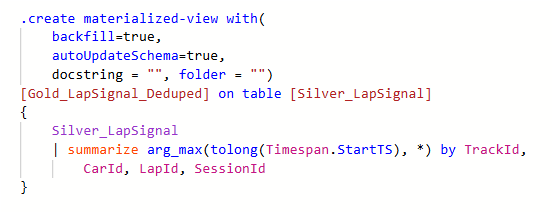 .create materialized-view with(
backfill=true,
autoUpdateSchema=true,
docstring = "", folder = "")
[Gold_LapSignal_Deduped] on table [Silver_LapSignal]
{
Silver_LapSignal
| summarize arg_max(tolong(Timespan.StartTS), *) by TrackId,
CarId, LapId, SessionId
}